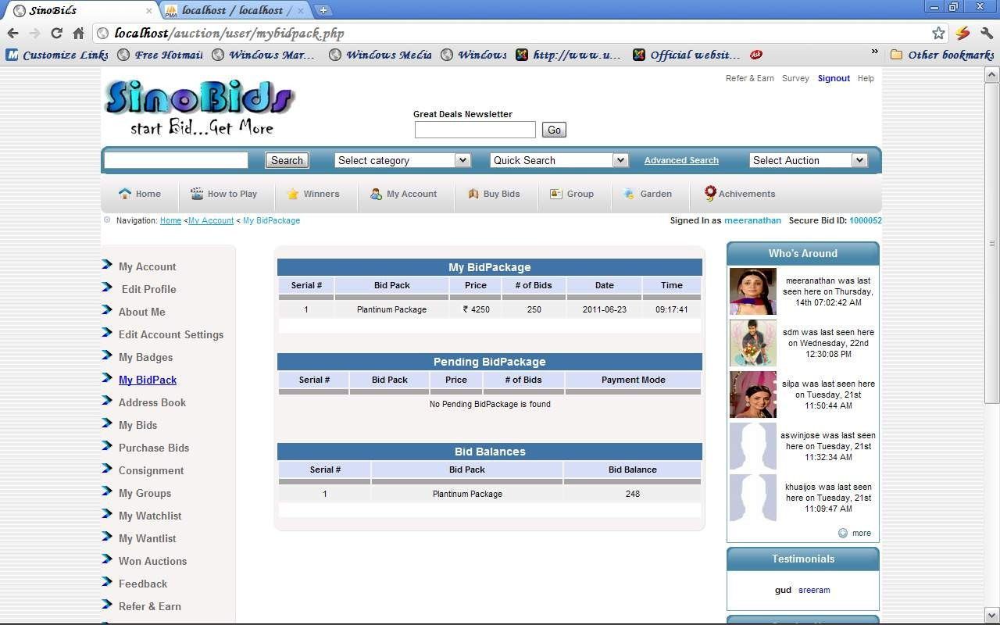 SinoBids
PMA localhost / localhost /
localhost/auction/user/mybidpack.php
Customize Links Free Hotmail Windows Mar... Windows Media Windows http://www.u... Official websit... Ask » Other bookmarks
Refer & Earn Survey Signout Help
SinoBids
start Bid...Get More
Great Deals Newsletter
Go
Search Select category Quick Search Advanced Search Select Auction
Home How to Play Winners My Account Buy Bids Group Garden Achivements
Navigation: Home <My Account < My BidPackage Signed In as meeranathan Secure Bid ID: 1000052
My Account
Edit Profile
About Me
Edit Account Settings
My Badges
My BidPack
Address Book
My Bids
Purchase Bids
Consignment
My Groups
My Watchlist
My Wantlist
Won Auctions
Feedback
Refer & Earn
My BidPackage
Serial # Bid Pack Price # of Bids Date Time
1 Plantinum Package ₹ 4250 250 2011-06-23 09:17:41
Pending BidPackage
Serial # Bid Pack Price # of Bids Payment Mode
No Pending BidPackage is found
Bid Balances
Serial # Bid Pack Bid Balance
1 Plantinum Package 248
Who's Around
meeranathan was last
seen here on Thursday,
14th 07:02:42 AM
sdm was last seen here
on Wednesday, 22nd
12:30:08 PM
silpa was last seen here
on Tuesday, 21st
11:50:44 AM
aswinjose was last seen
here on Tuesday, 21st
11:32:34 AM
khusijos was last seen
here on Tuesday, 21st
11:09:47 AM
more
Testimonials
gud sreeram